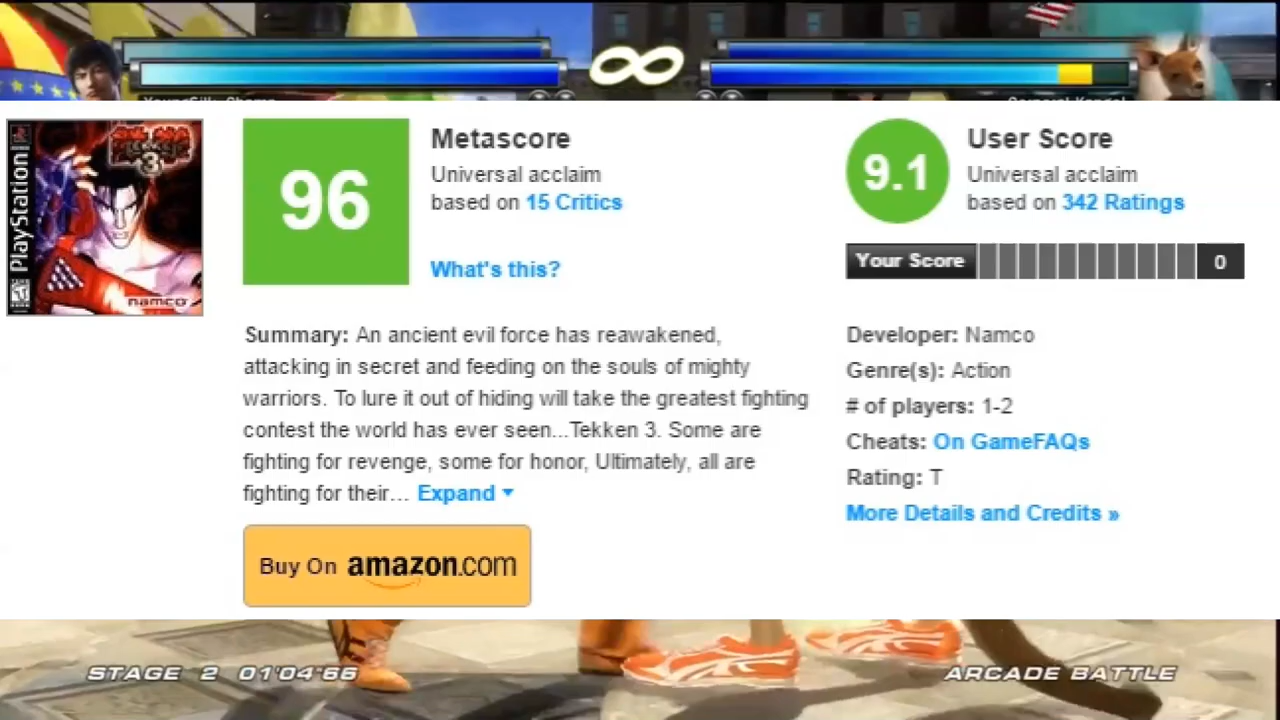 PlayStation
3
namco
96
Metascore
Universal acclaim
based on 15 Critics
What's this?
9.1
User Score
Universal acclaim
based on 342 Ratings
Your Score
0
Summary: An ancient evil force has reawakened,
attacking in secret and feeding on the souls of mighty
warriors. To lure it out of hiding will take the greatest fighting
contest the world has ever seen...Tekken 3. Some are
fighting for revenge, some for honor, Ultimately, all are
fighting for their... Expand
Buy On amazon.com
Developer: Namco
Genre(s): Action
# of players: 1-2
Cheats: On GameFAQs
Rating: T
More Details and Credits »
STAGE 2 01'04"66
ARCADE BATTLE